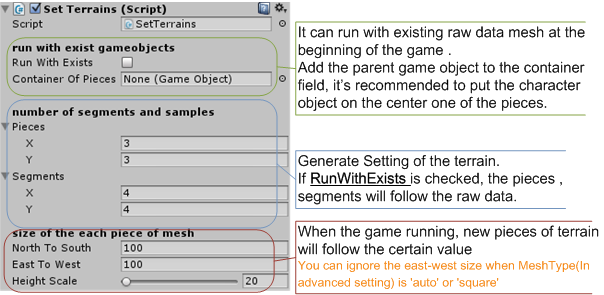 Set Terrains (Script)
Script
SetTerrains
run with exist gameobjects
Run With Exists
Container Of Pieces
None (Game Object)
number of segments and samples
Pieces
X
3
Y
3
Segments
X
4
Y
4
size of the each piece of mesh
North To South
100
East To West
100
Height Scale
20
It can run with existing raw data mesh at the
beginning of the game .
Add the parent game object to the container
field, it's recommended to put the character
object on the center one of the pieces.
Generate Setting of the terrain.
If RunWithExists is checked, the pieces ,
segments will follow the raw data.
When the game running, new pieces of terrain
will follow the certain value
You can ignore the east-west size when MeshType(In
advanced setting) is 'auto' or 'square'